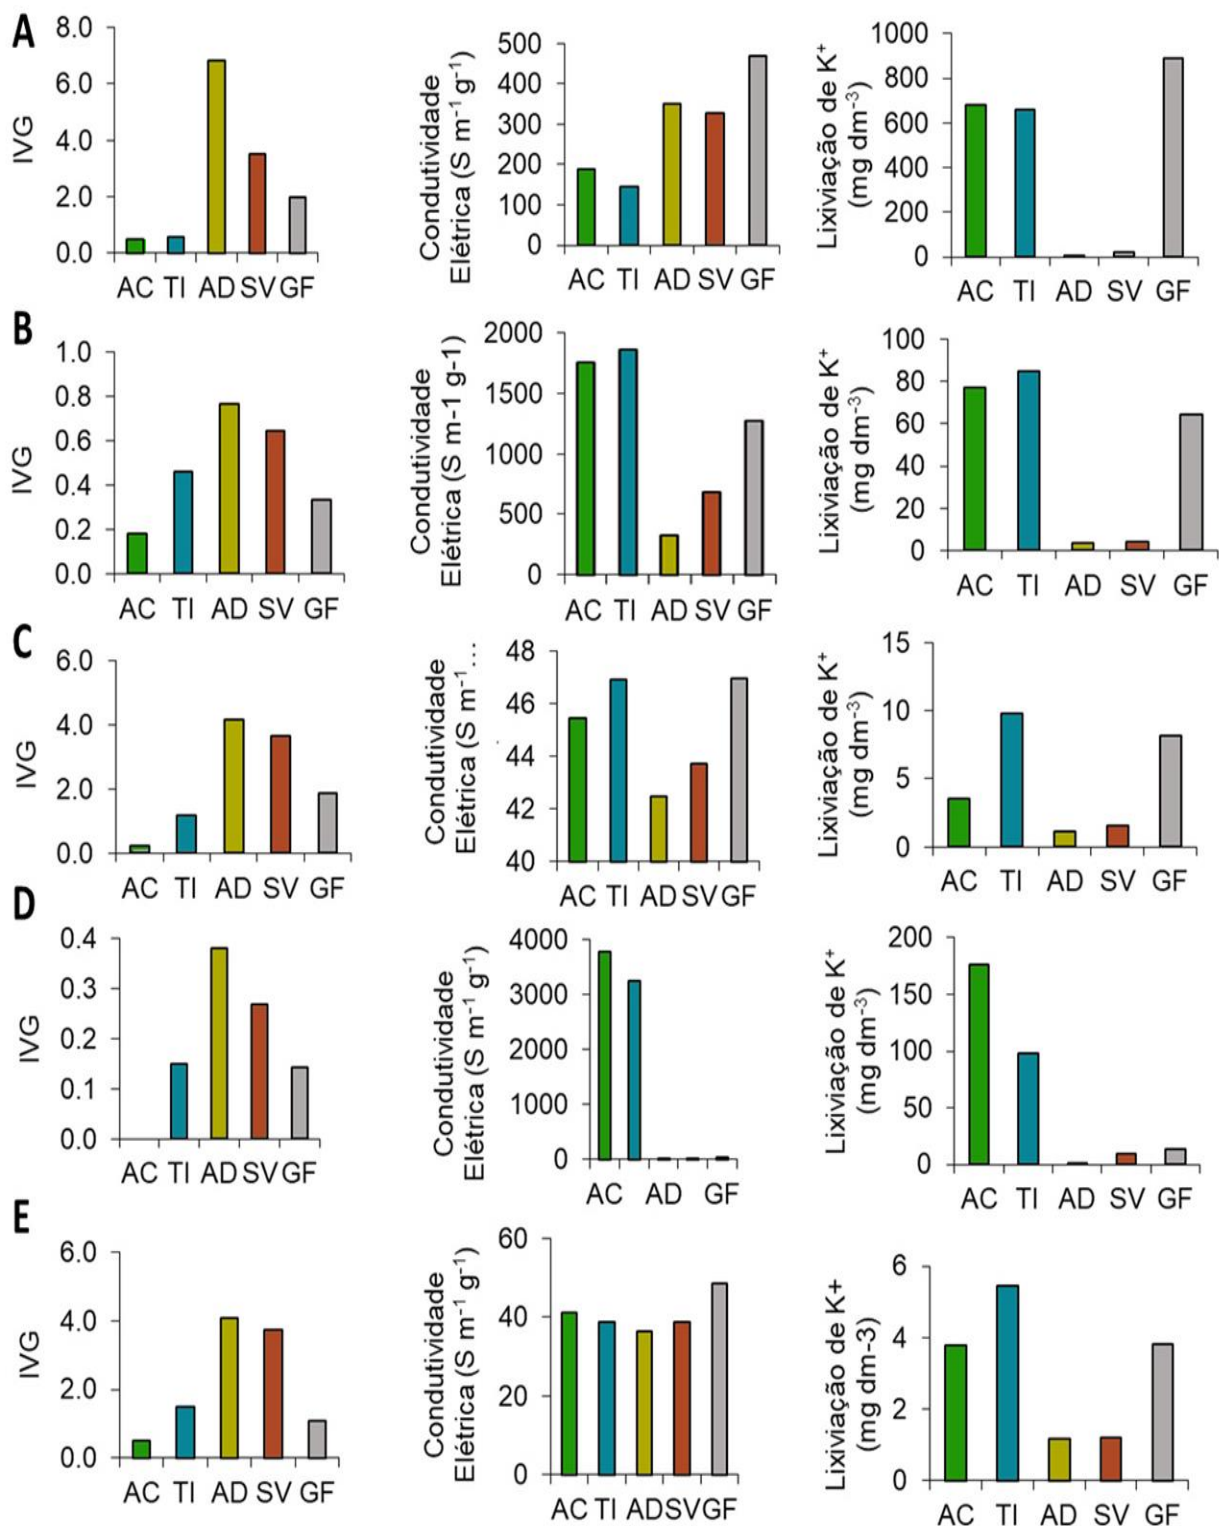 A
8.0
6.0
4.0
2.0
0.0
IVG
AC TI AD SV GF
500
400
300
200
100
0
Condutividade
Elétrica (S m⁻¹ g⁻¹)
AC TI AD SV GF
1000
800
600
400
200
0
Lixiviação de K⁺
(mg dm⁻³)
AC TI AD SV GF
B
1.0
0.8
0.6
0.4
0.2
0.0
IVG
AC TI AD SV GF
2000
1500
1000
500
0
Condutividade
Elétrica (S m-1 g-1)
AC TI AD SV GF
100
80
60
40
20
0
Lixiviação de K⁺
(mg dm⁻³)
AC TI AD SV GF
C
6.0
4.0
2.0
0.0
IVG
AC TI AD SV GF
48
46
44
42
40
Condutividade
Elétrica (S m⁻¹ ...
AC TI AD SV GF
15
10
5
0
Lixiviação de K⁺
(mg dm⁻³)
AC TI AD SV GF
D
0.4
0.3
0.2
0.1
0.0
IVG
AC TI AD SV GF
4000
3000
2000
1000
0
Condutividade
Elétrica (S m⁻¹ g⁻¹)
AC AD GF
200
150
100
50
0
Lixiviação de K⁺
(mg dm⁻³)
AC TI AD SV GF
E
6.0
4.0
2.0
0.0
IVG
AC TI AD SV GF
60
40
20
0
Condutividade
Elétrica (S m⁻¹ g⁻¹)
AC TI AD SV GF
6
4
2
0
Lixiviação de K+
(mg dm-3)
AC TI AD SV GF